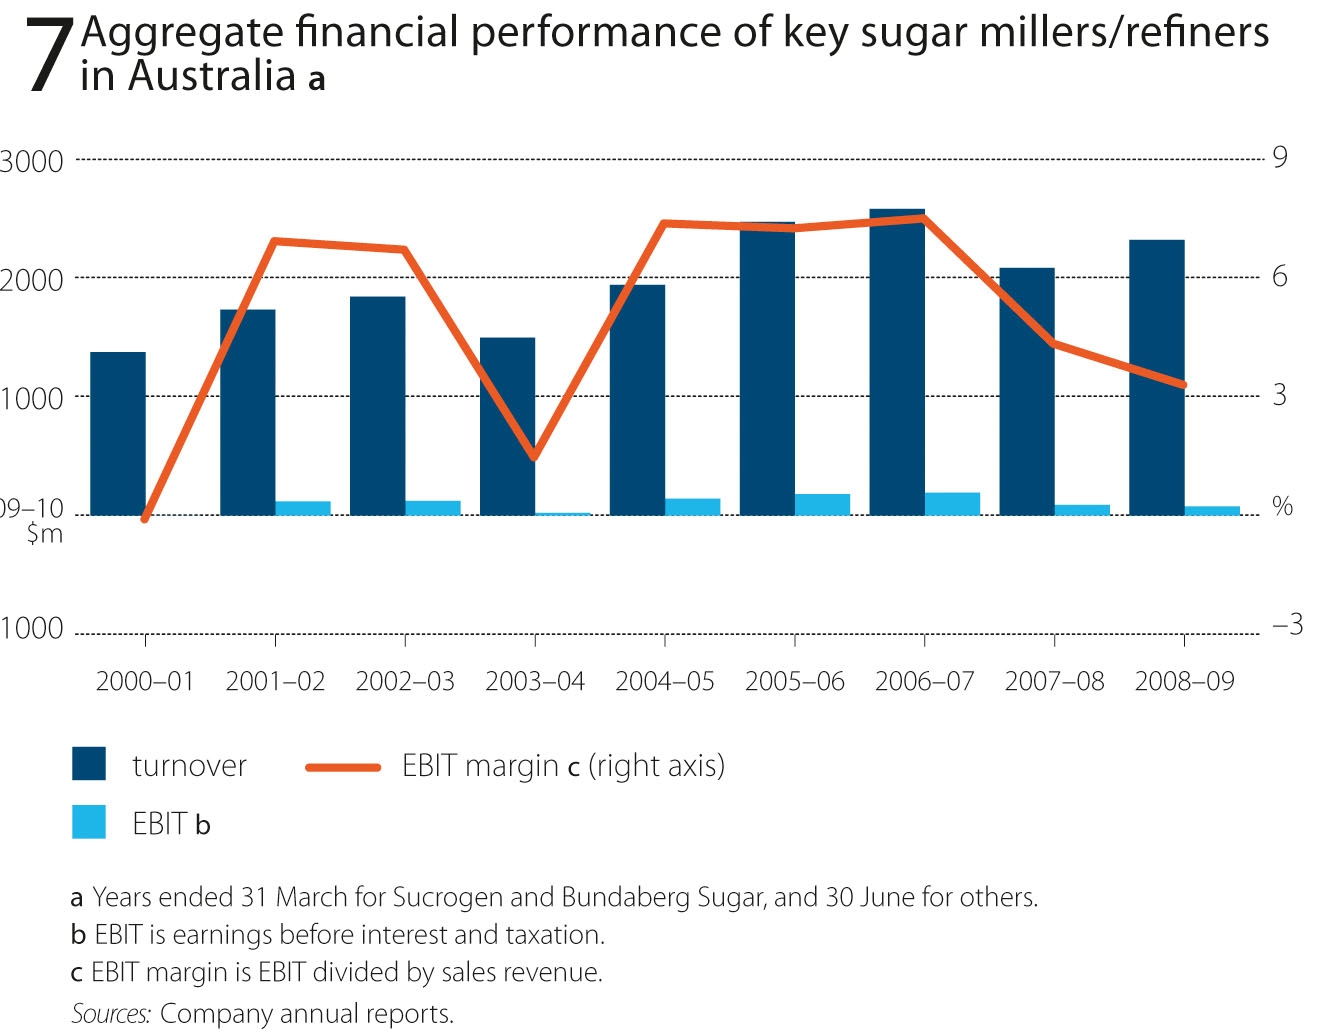 7 Aggregate financial performance of key sugar millers/refiners
in Australia a
3000 9
2000 6
1000 3
09–10 %
$m
1000 –3
2000–01 2001–02 2002–03 2003–04 2004–05 2005–06 2006–07 2007–08 2008–09
turnover EBIT margin c (right axis)
EBIT b
a Years ended 31 March for Sucrogen and Bundaberg Sugar, and 30 June for others.
b EBIT is earnings before interest and taxation.
c EBIT margin is EBIT divided by sales revenue.
Sources: Company annual reports.